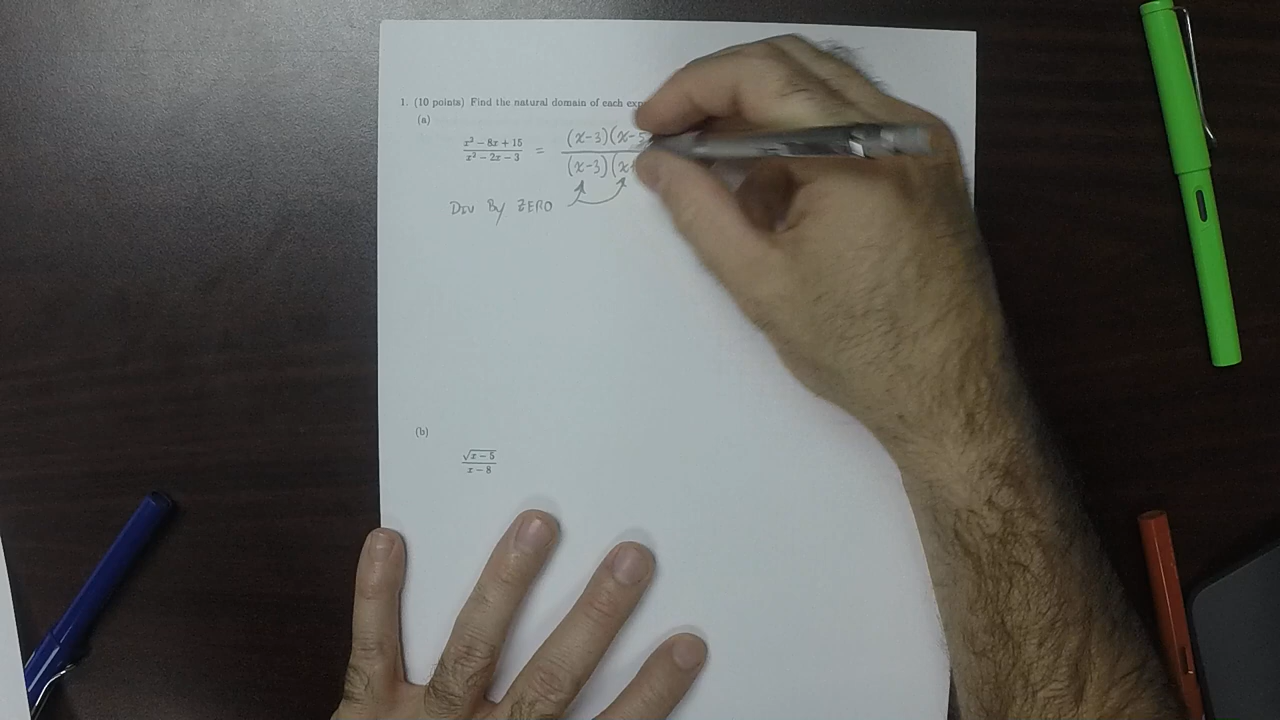 1. (10 points) Find the natural domain of each
(a)
x² − 8x + 15 / x² − 2x − 3 = (x-3)(x-5 / (x-3)(x+
DIV By ZERO
(b)
√x − 5 / x − 8